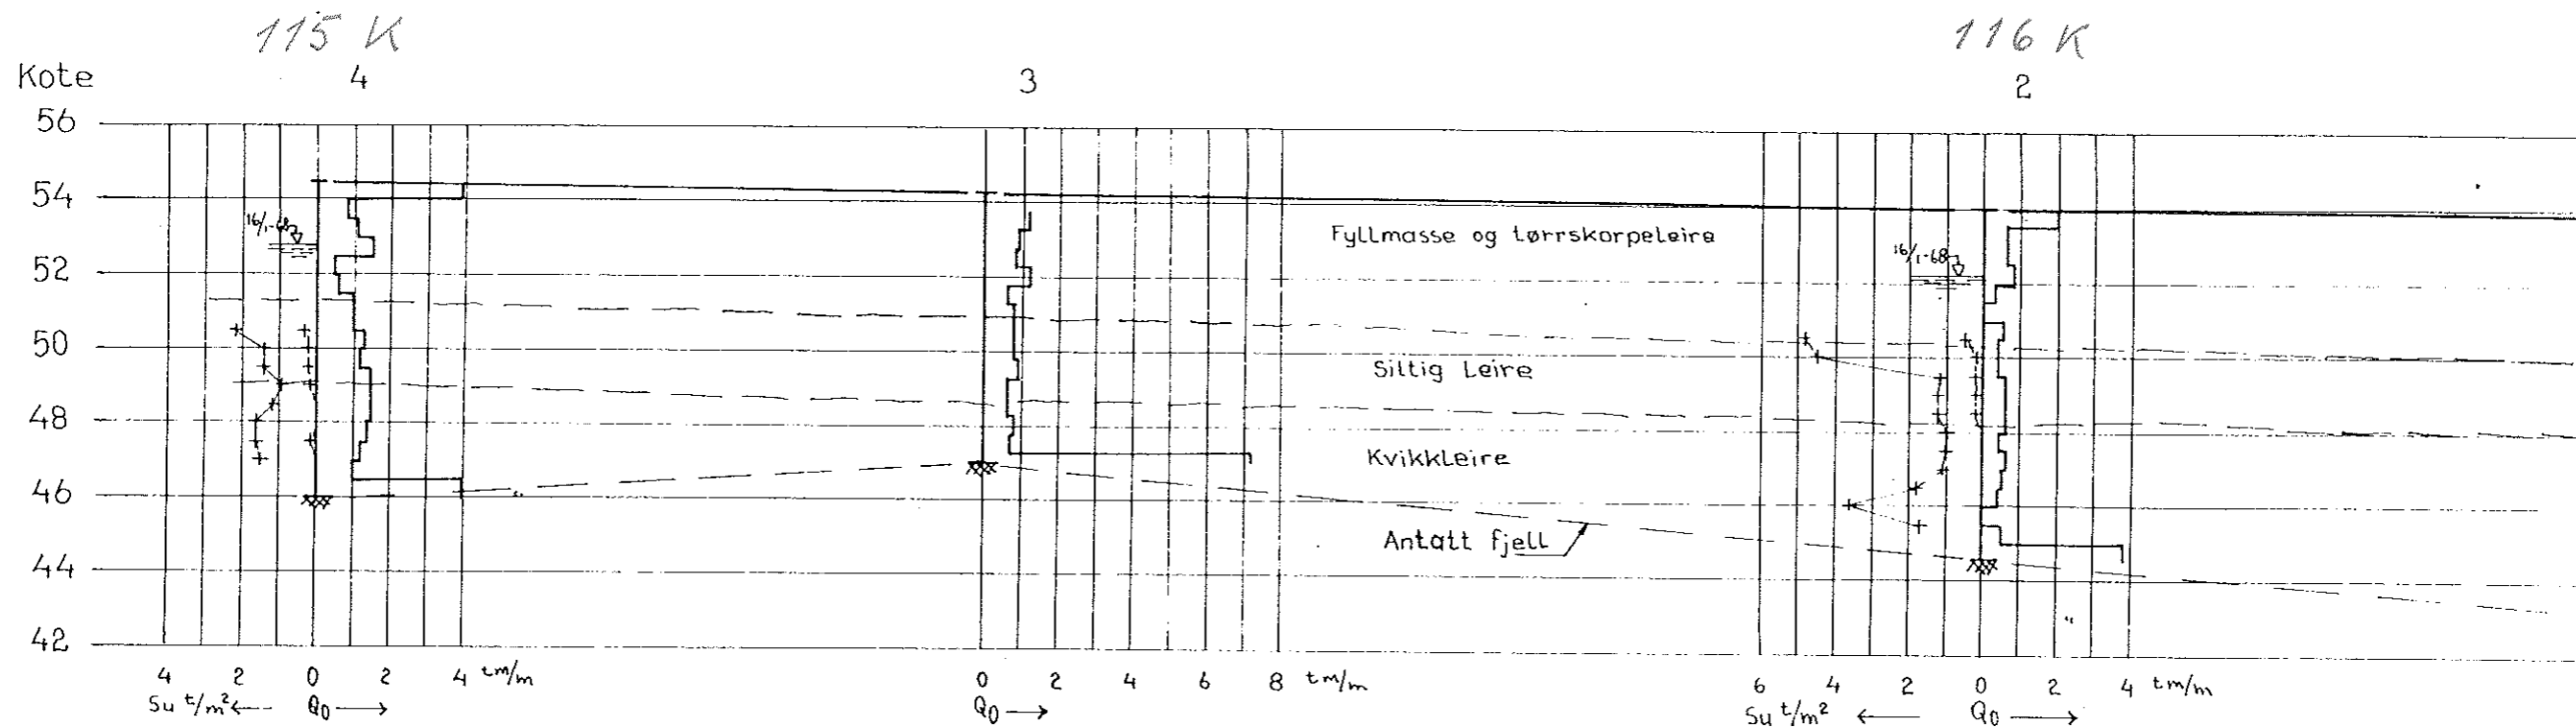 115 K
116 K
Kote
4
3
2
56
54
52
50
48
46
44
42
16/1-68
16/1-68
Fyllmasse og tørrskorpeleire
Siltig Leire
Kvikkleire
Antatt fjell
4 2 0 2 4 tm/m
Su t/m² ← Q0 →
0 2 4 6 8 tm/m
Q0 →
6 4 2 0 2 4 tm/m
Su t/m² ← Q0 →